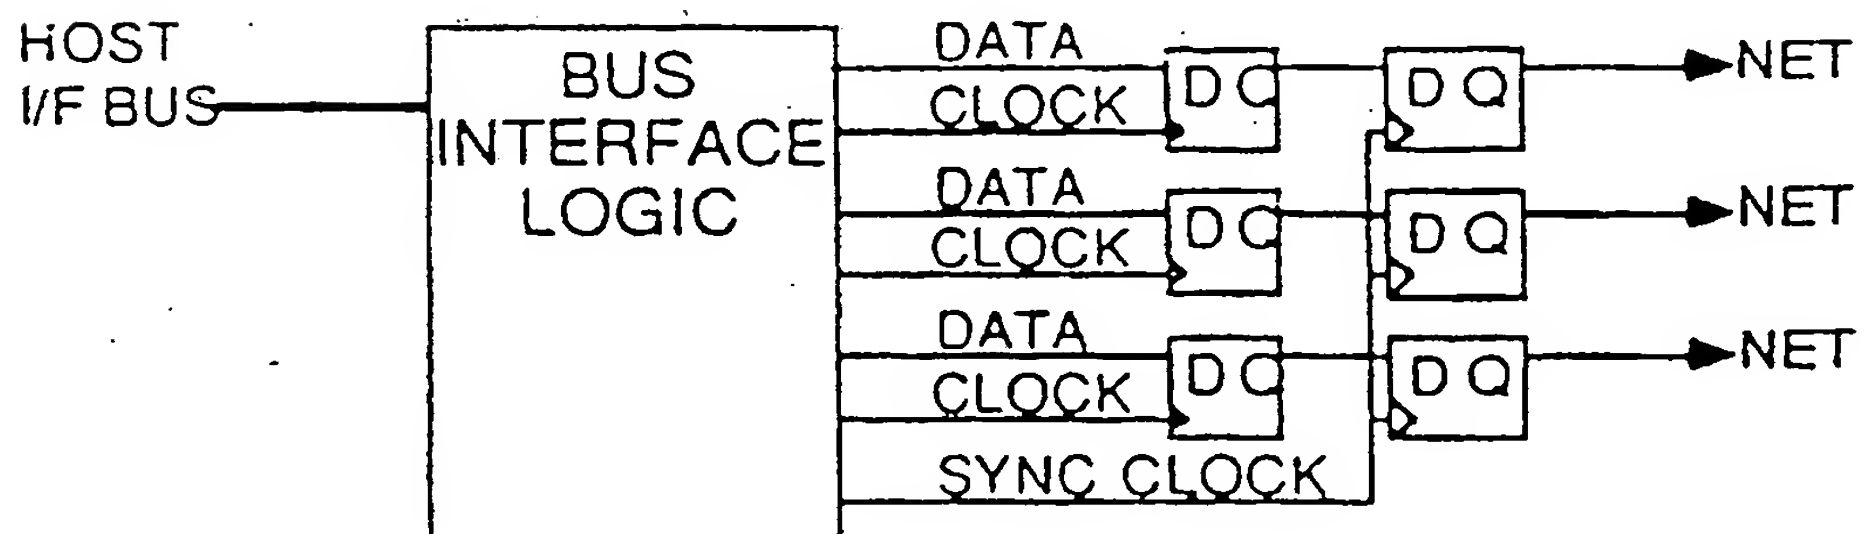 HOST
I/F BUS
BUS
INTERFACE
LOGIC
DATA
CLOCK
D Q
D Q
NET
DATA
CLOCK
D Q
D Q
NET
DATA
CLOCK
D Q
D Q
NET
SYNC CLOCK